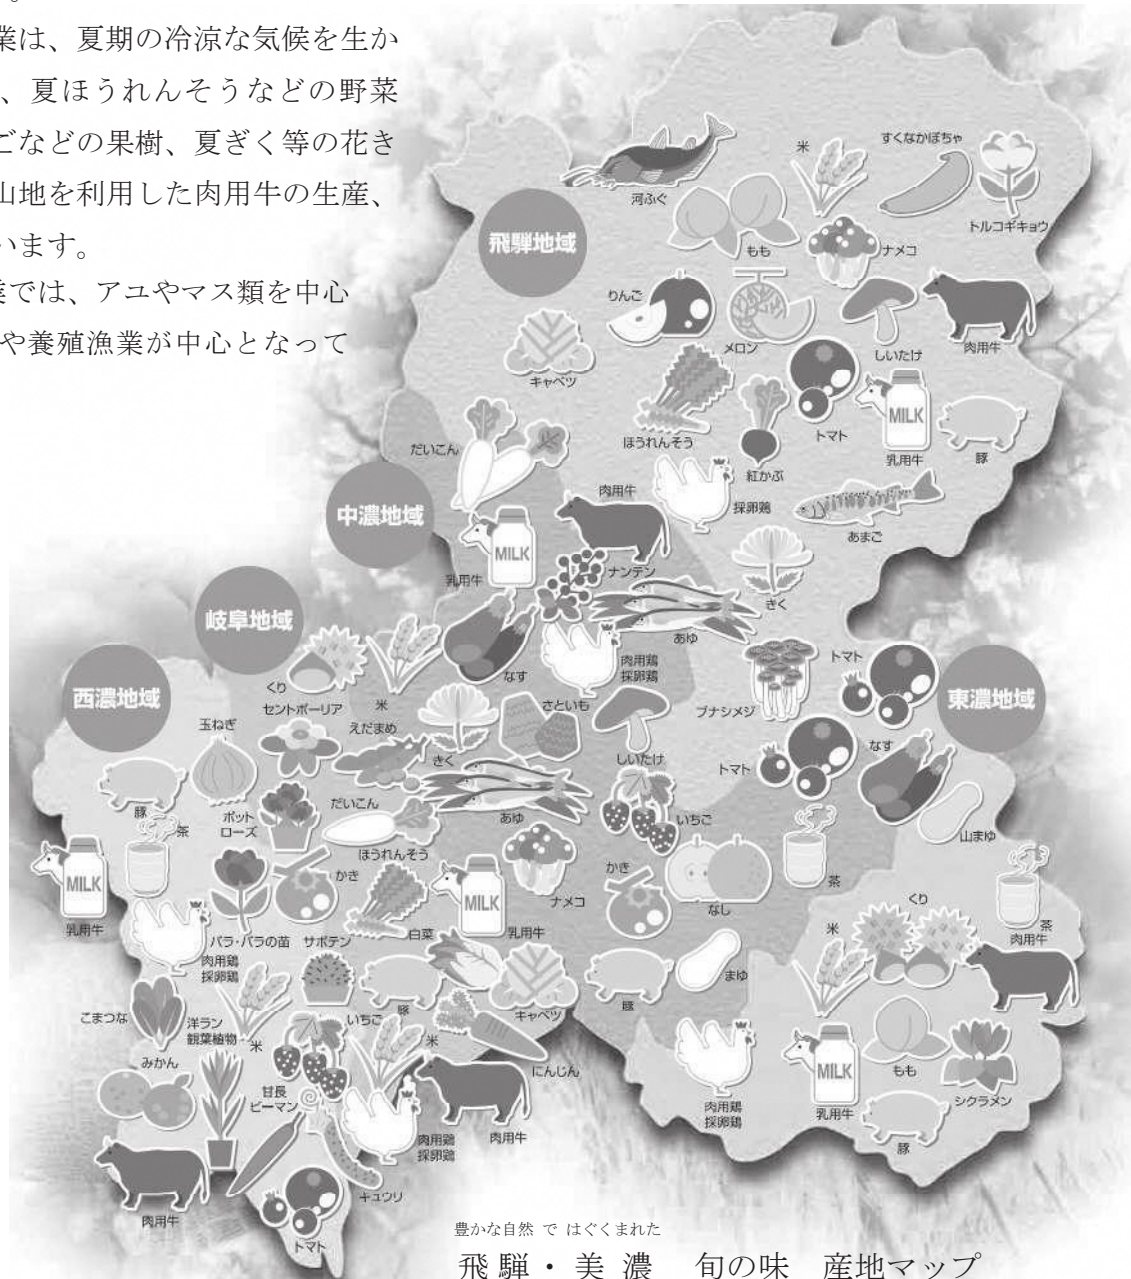 。
業は、夏期の冷涼な気候を生か
、夏ほうれんそうなどの野菜
ごなどの果樹、夏ぎく等の花き
山地を利用した肉用牛の生産、
います。
業では、アユやマス類を中心
や養殖漁業が中心となって
飛騨地域
河ふぐ
米
すくなかぼちゃ
トルコギキョウ
もも
ナメコ
りんご
メロン
しいたけ
肉用牛
キャベツ
ほうれんそう
紅かぶ
トマト
MILK
乳用牛
豚
だいこん
中濃地域
肉用牛
採卵鶏
あまご
MILK
乳用牛
ナンテン
きく
岐阜地域
あゆ
なす
肉用鶏
採卵鶏
くり
米
さといも
しいたけ
ブナシメジ
トマト
東濃地域
西濃地域
玉ねぎ
セントポーリア
えだまめ
きく
トマト
なす
山まゆ
豚
茶
ポット
ローズ
だいこん
あゆ
いちご
ほうれんそう
かき
MILK
乳用牛
バラ・バラの苗
サボテン
白菜
MILK
乳用牛
ナメコ
かき
なし
茶
くり
茶
肉用牛
米
肉用鶏
採卵鶏
こまつな
洋ラン
観葉植物
米
いちご
豚
米
キャベツ
豚
まゆ
にんじん
みかん
甘長
ピーマン
肉用鶏
採卵鶏
肉用牛
肉用鶏
採卵鶏
MILK
乳用牛
もも
シクラメン
豚
肉用牛
キュウリ
トマト
豊かな自然 で はぐくまれた
飛騨・美濃 旬の味 産地マップ